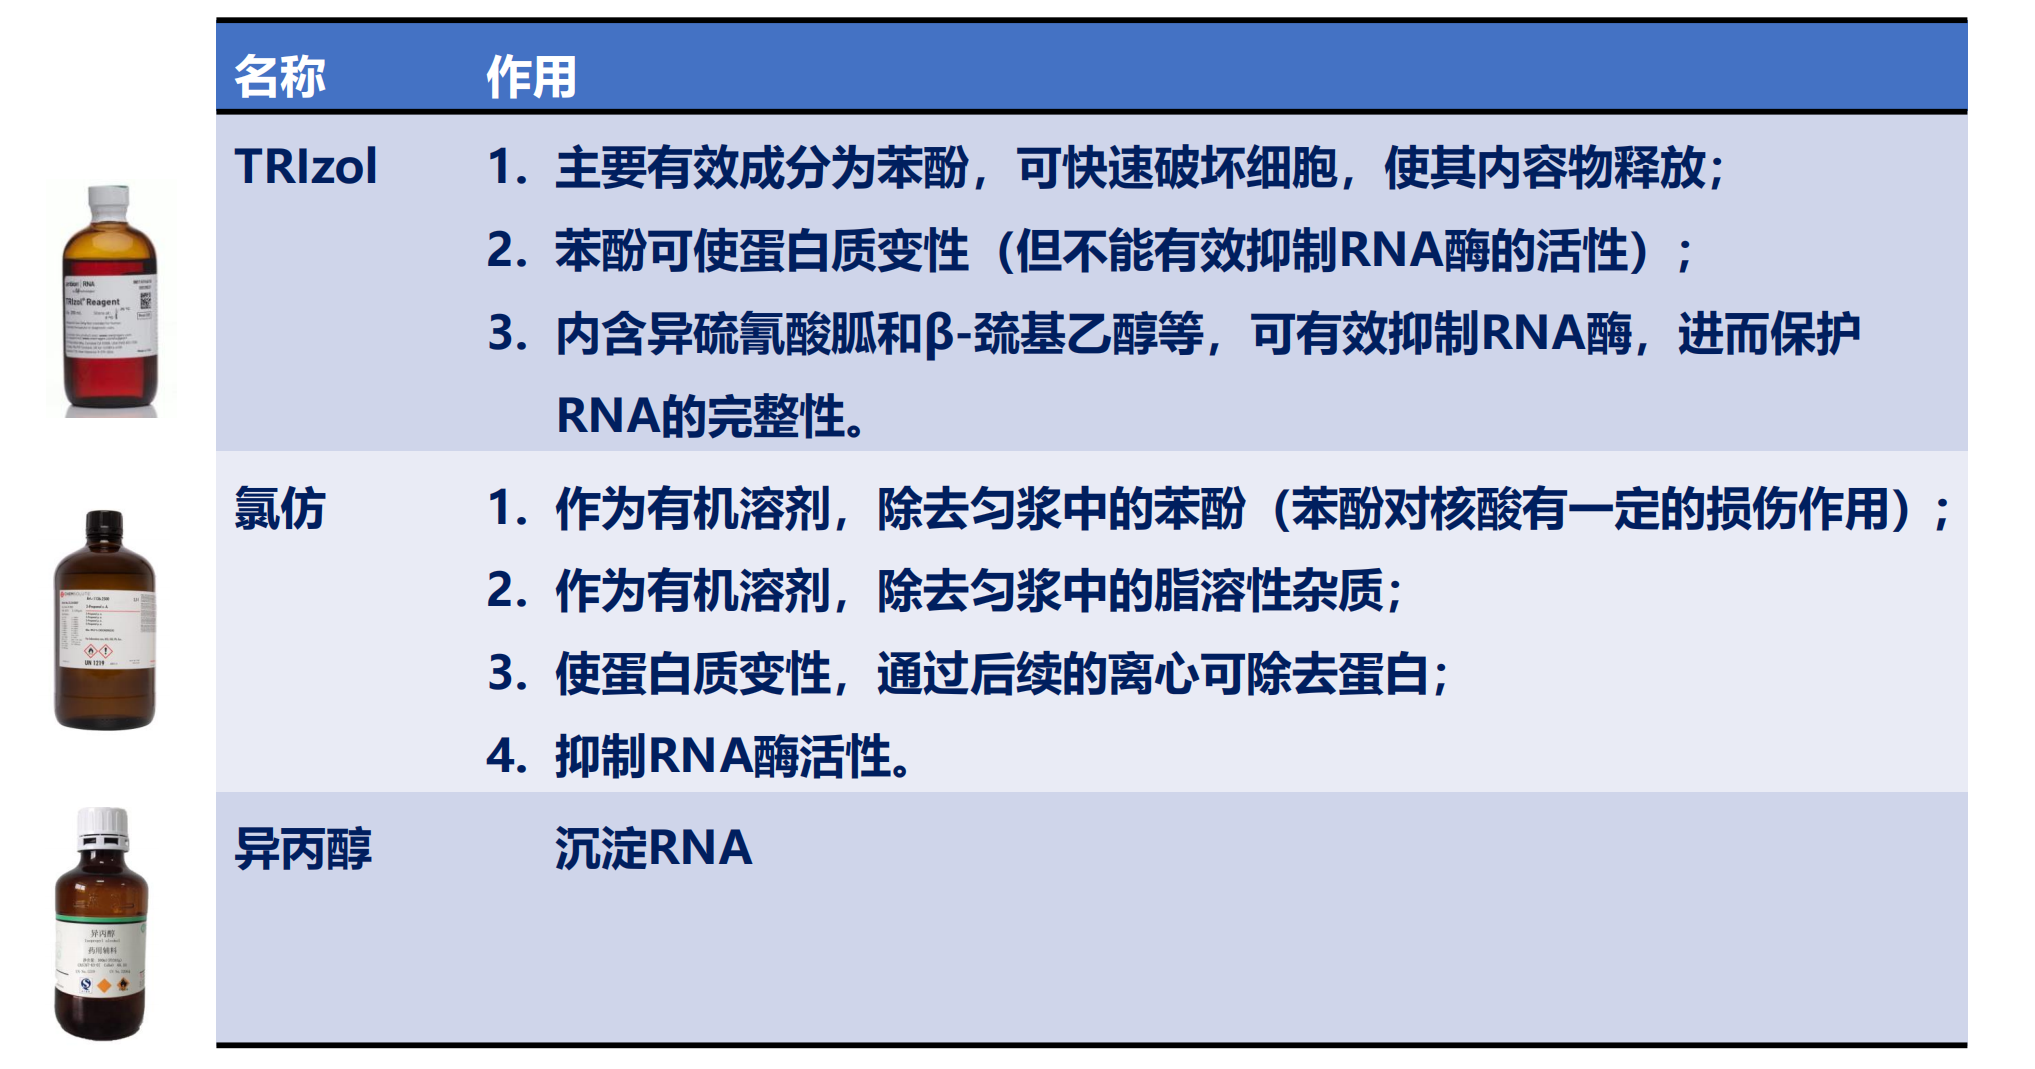 名称 作用
TRIzol 1. 主要有效成分为苯酚，可快速破坏细胞，使其内容物释放；
2. 苯酚可使蛋白质变性（但不能有效抑制RNA酶的活性）；
3. 内含异硫氰酸胍和β-巯基乙醇等，可有效抑制RNA酶，进而保护
RNA的完整性。
氯仿 1. 作为有机溶剂，除去匀浆中的苯酚（苯酚对核酸有一定的损伤作用）；
2. 作为有机溶剂，除去匀浆中的脂溶性杂质；
3. 使蛋白质变性，通过后续的离心可除去蛋白；
4. 抑制RNA酶活性。
异丙醇 沉淀RNA
RNA
TRIzol® Reagent
UN 1219
异丙醇
药用辅料